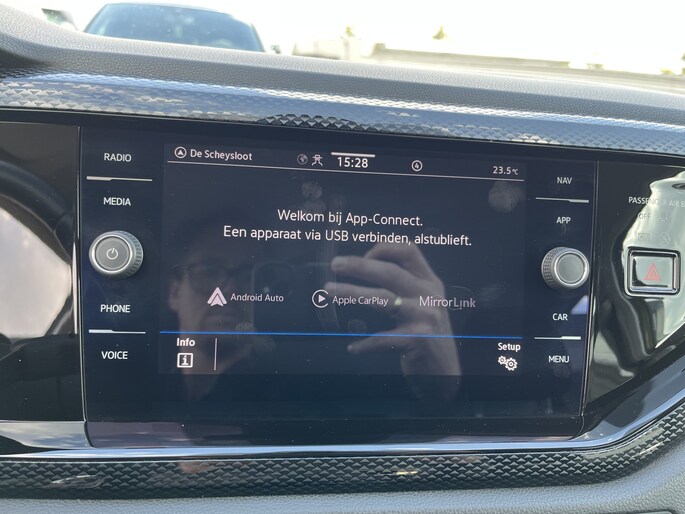 RADIO
MEDIA
PHONE
VOICE
De Scheysloot
15:28
4
23.5°C
Welkom bij App-Connect.
Een apparaat via USB verbinden, alstublieft.
Android Auto
Apple CarPlay
MirrorLink
Info
i
Setup
NAV
APP
CAR
MENU